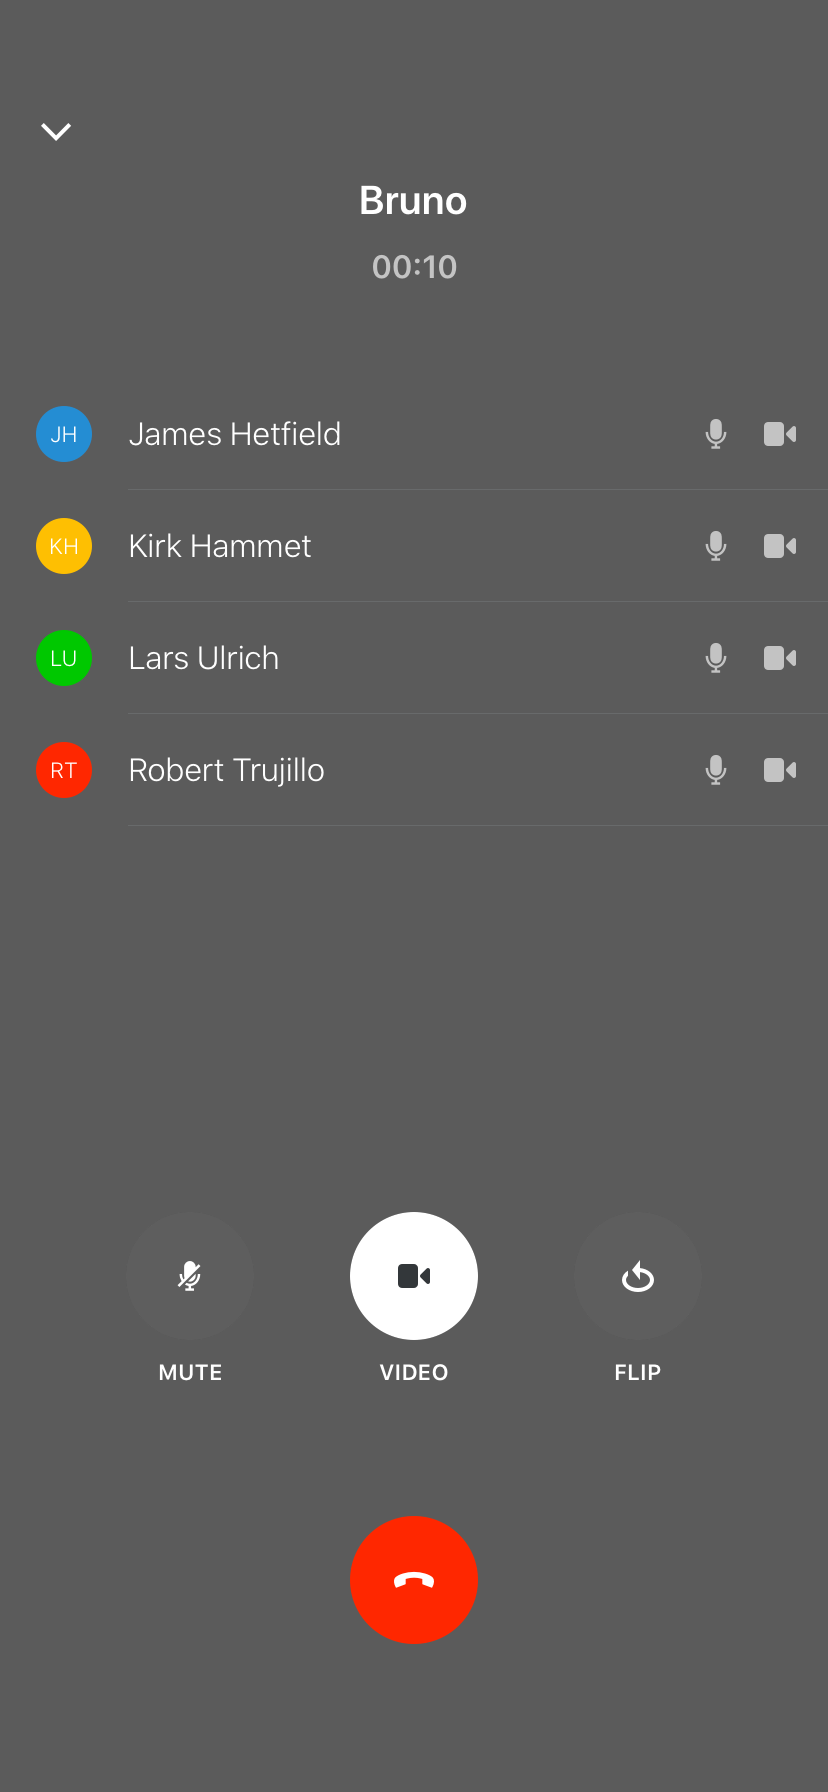 Bruno
00:10
JH James Hetfield
KH Kirk Hammet
LU Lars Ulrich
RT Robert Trujillo
MUTE VIDEO FLIP